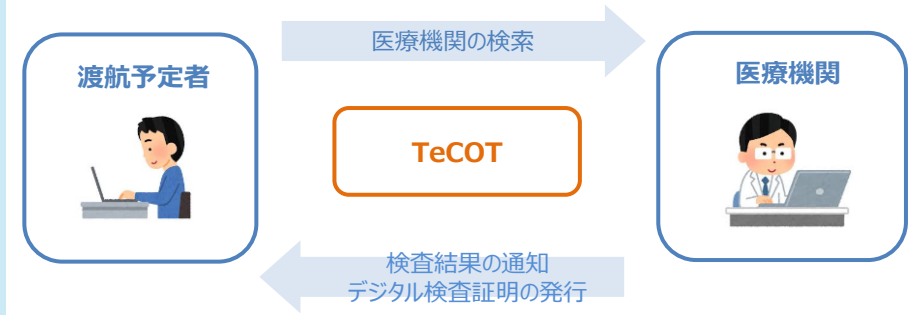 医療機関の検索
渡航予定者
医療機関
TeCOT
検査結果の通知
デジタル検査証明の発行